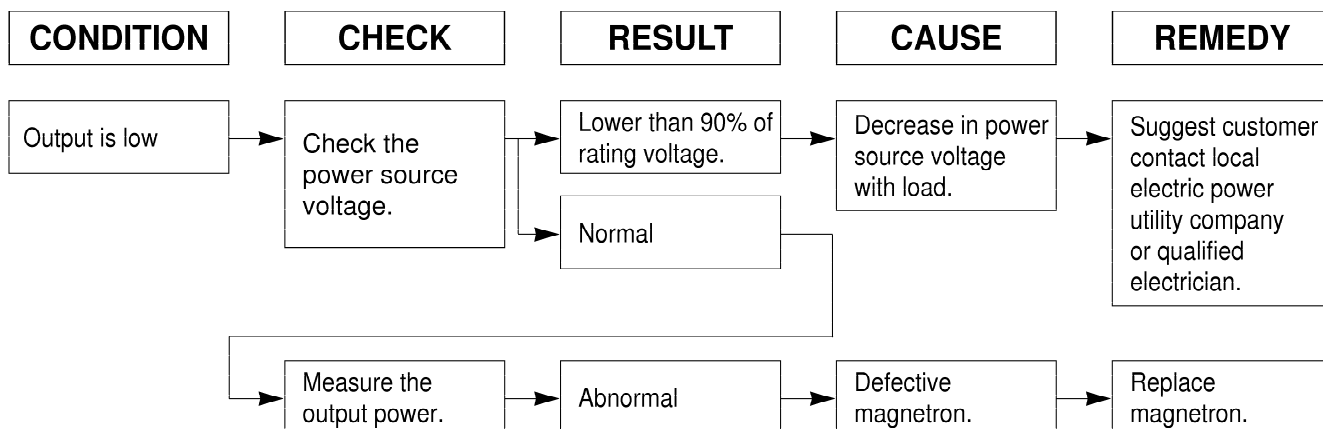 CONDITION
CHECK
RESULT
CAUSE
REMEDY
Output is low
Check the
power source
voltage.
Lower than 90% of
rating voltage.
Decrease in power
source voltage
with load.
Suggest customer
contact local
electric power
utility company
or qualified
electrician.
Normal
Measure the
output power.
Abnormal
Defective
magnetron.
Replace
magnetron.